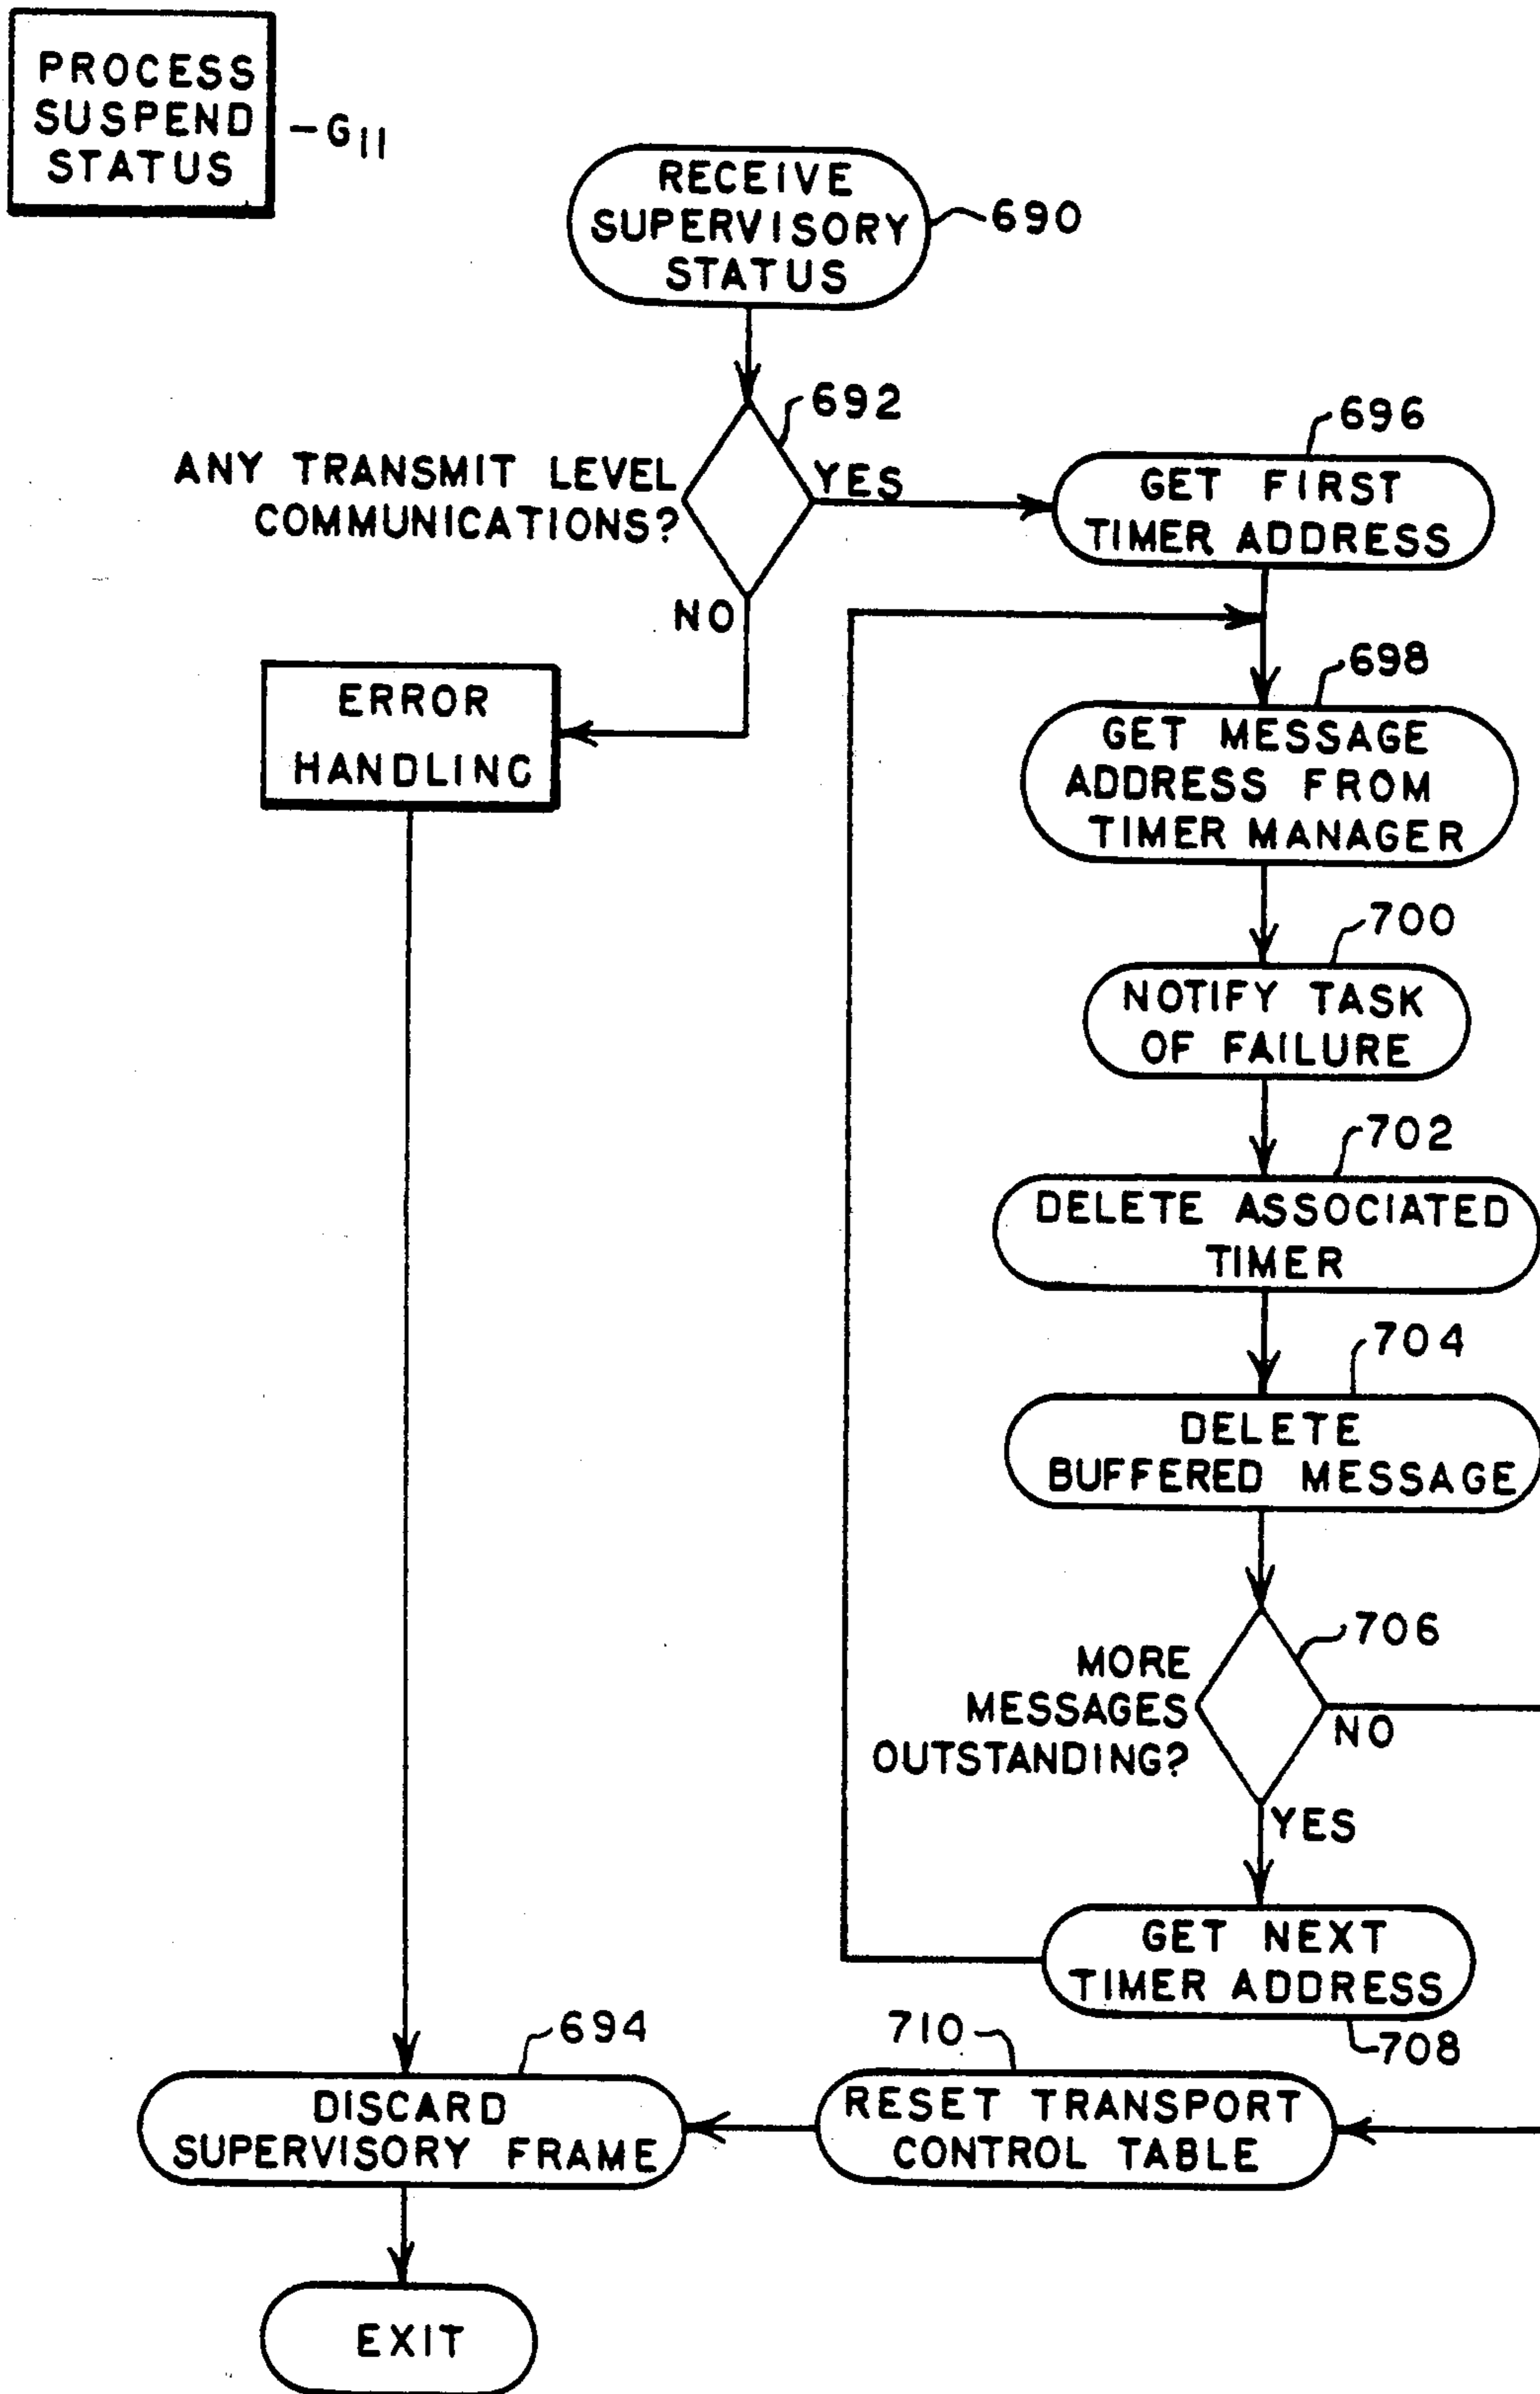 PROCESS
SUSPEND
STATUS
-G11
RECEIVE
SUPERVISORY
STATUS
690
692
ANY TRANSMIT LEVEL
COMMUNICATIONS?
YES
NO
696
GET FIRST
TIMER ADDRESS
ERROR
HANDLING
698
GET MESSAGE
ADDRESS FROM
TIMER MANAGER
700
NOTIFY TASK
OF FAILURE
702
DELETE ASSOCIATED
TIMER
704
DELETE
BUFFERED MESSAGE
706
MORE
MESSAGES
OUTSTANDING?
NO
YES
GET NEXT
TIMER ADDRESS
708
694
DISCARD
SUPERVISORY FRAME
710
RESET TRANSPORT
CONTROL TABLE
EXIT